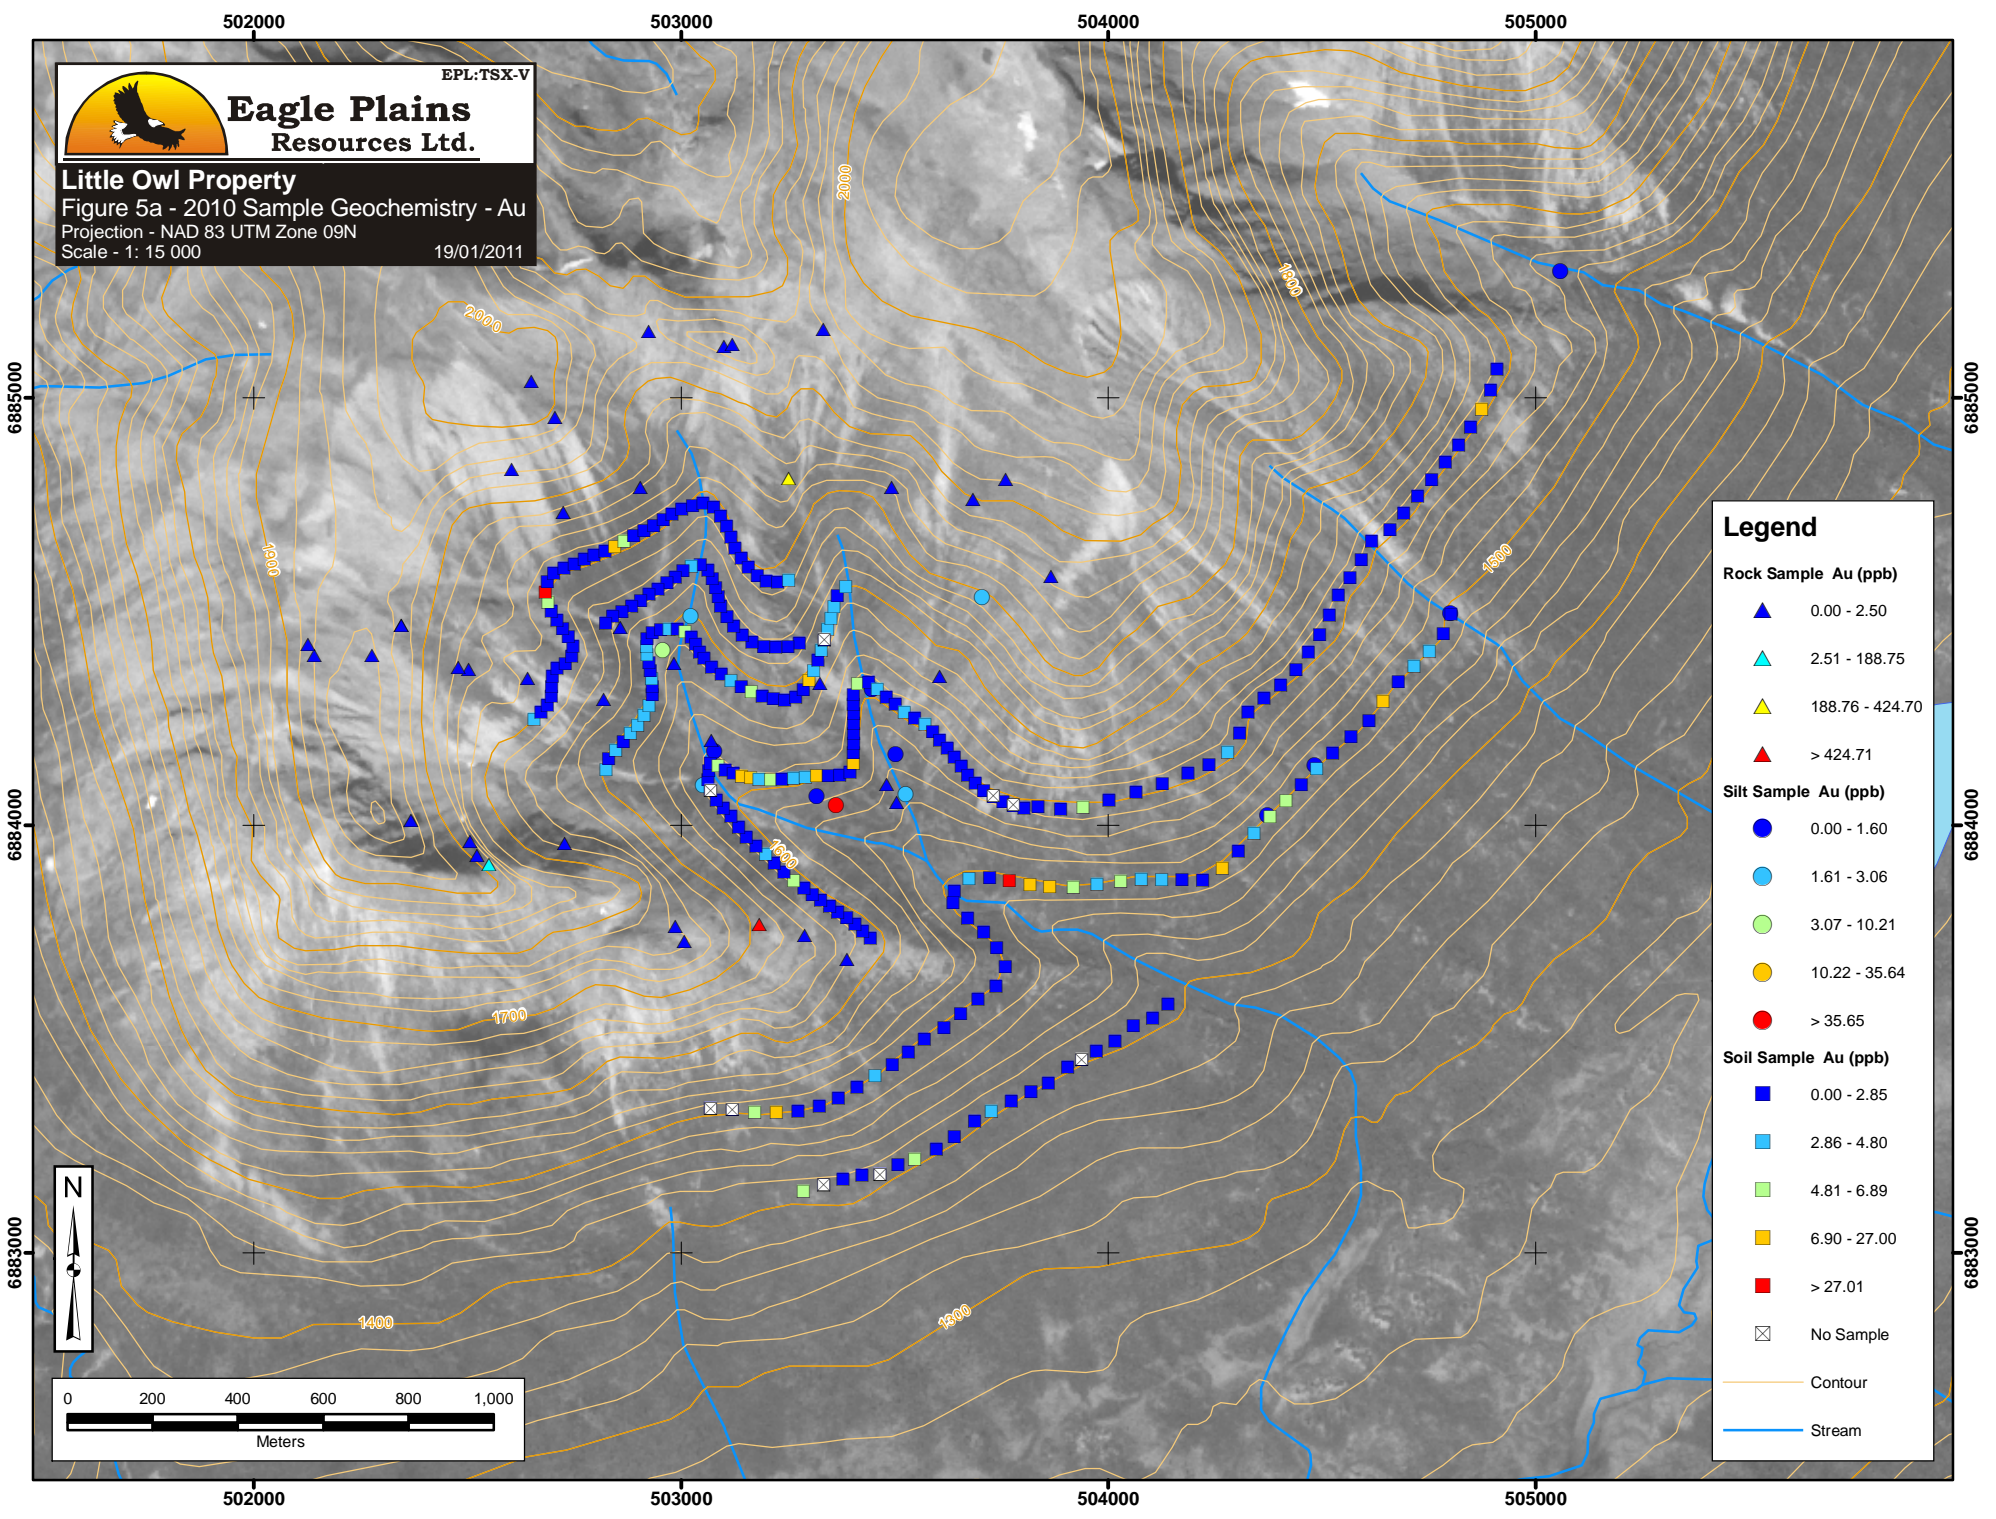 502000
503000
504000
505000
EPL:TSX-V
Eagle Plains
Resources Ltd.
Little Owl Property
Figure 5a - 2010 Sample Geochemistry - Au
Projection - NAD 83 UTM Zone 09N
Scale - 1: 15 000 19/01/2011
2000
1800
2000
6885000
6885000
1900
1500
6884000
6884000
1600
1700
6883000
6883000
1400
1300
Legend
Rock Sample Au (ppb)
0.00 - 2.50
2.51 - 188.75
188.76 - 424.70
> 424.71
Silt Sample Au (ppb)
0.00 - 1.60
1.61 - 3.06
3.07 - 10.21
10.22 - 35.64
> 35.65
Soil Sample Au (ppb)
0.00 - 2.85
2.86 - 4.80
4.81 - 6.89
6.90 - 27.00
> 27.01
No Sample
Contour
Stream
N
0 200 400 600 800 1,000
Meters
502000
503000
504000
505000